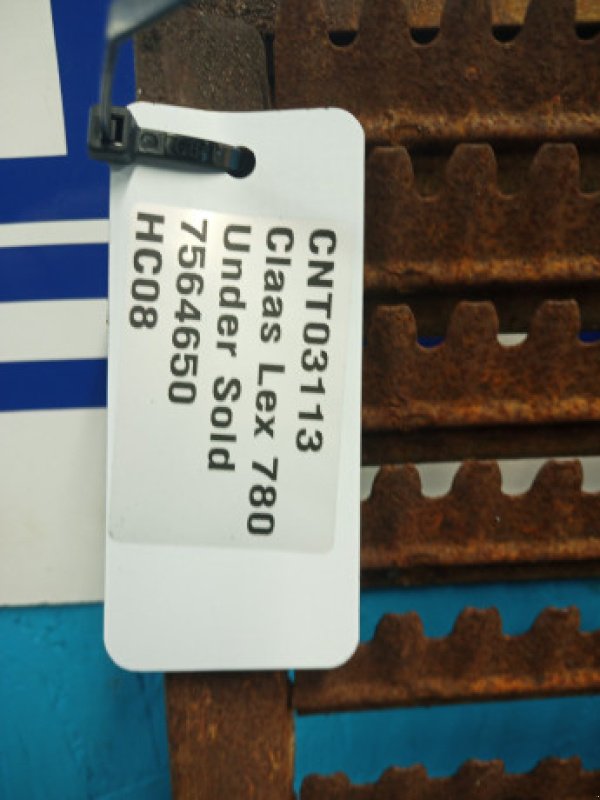 CNT03113
Claas Lex 780
Under Sold
7564650
HC08